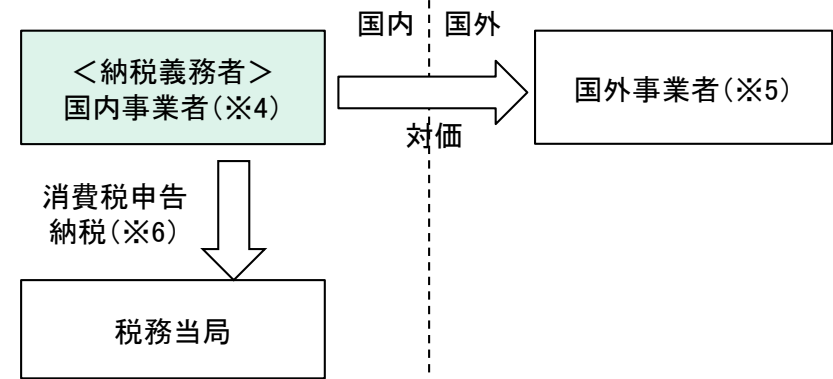 国内
国外
＜納税義務者＞
国内事業者(※4)
国外事業者(※5)
対価
消費税申告
納税(※6)
税務当局